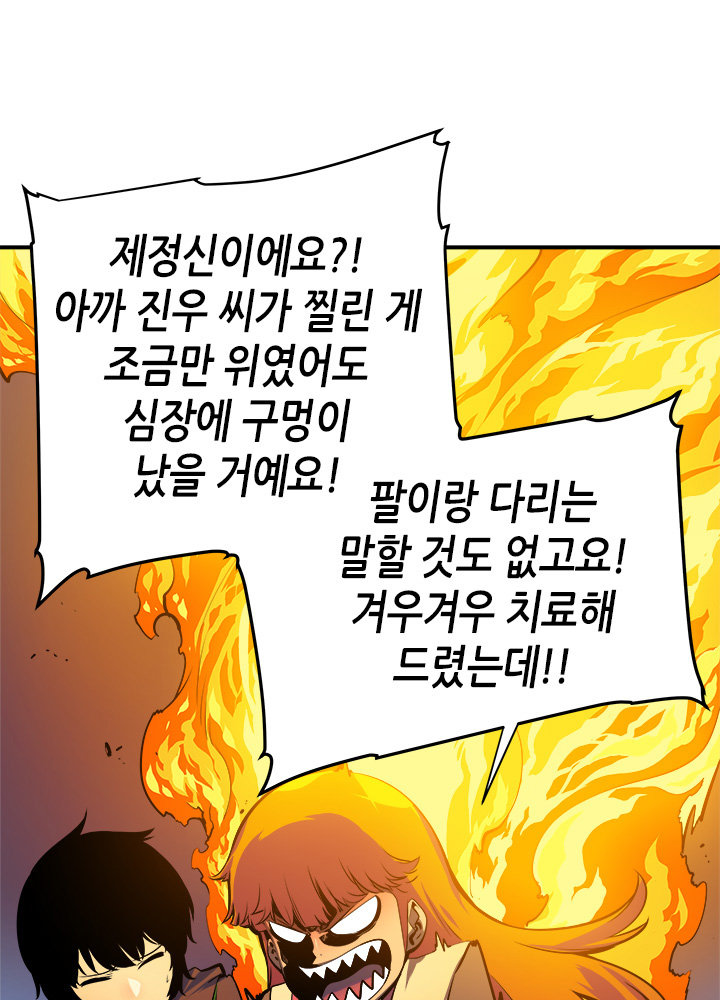 제정신이에요?!
아까 진우 씨가 찔린 게
조금만 위였어도
심장에 구멍이
났을 거예요!
팔이랑 다리는
말할 것도 없고요!
겨우겨우 치료해
드렸는데!!